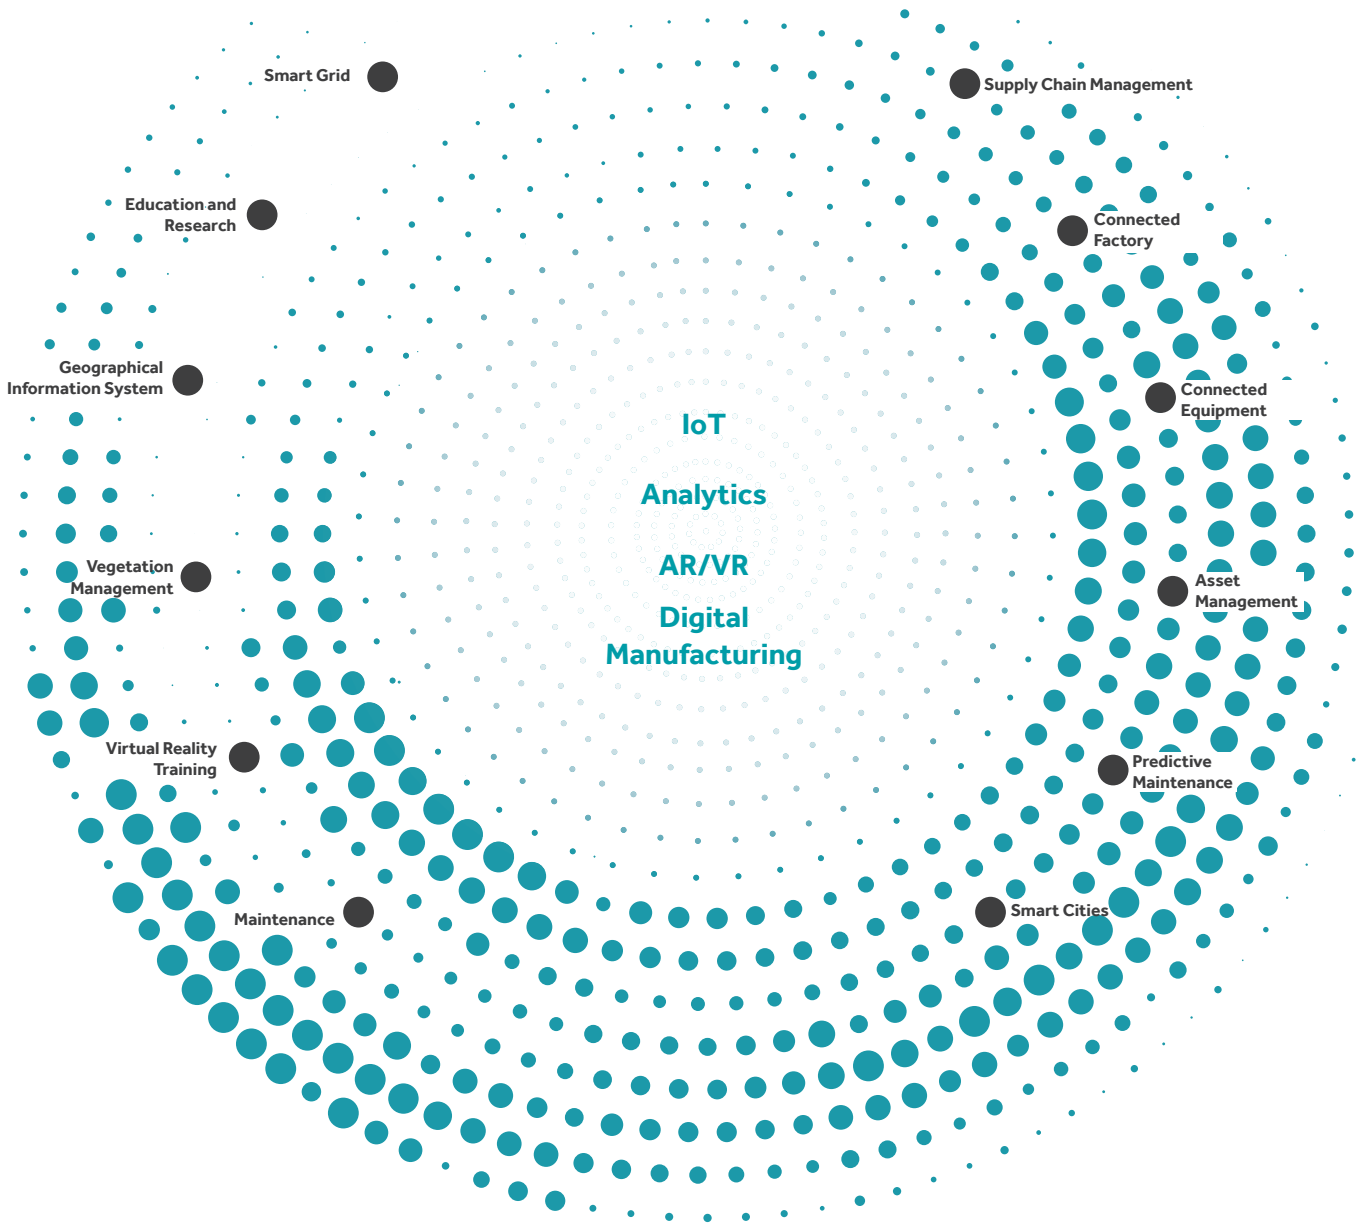 Smart Grid
Supply Chain Management
Education and
Research
Connected
Factory
Geographical
Information System
Connected
Equipment
IoT
Analytics
AR/VR
Digital
Manufacturing
Vegetation
Management
Asset
Management
Virtual Reality
Training
Predictive
Maintenance
Maintenance
Smart Cities